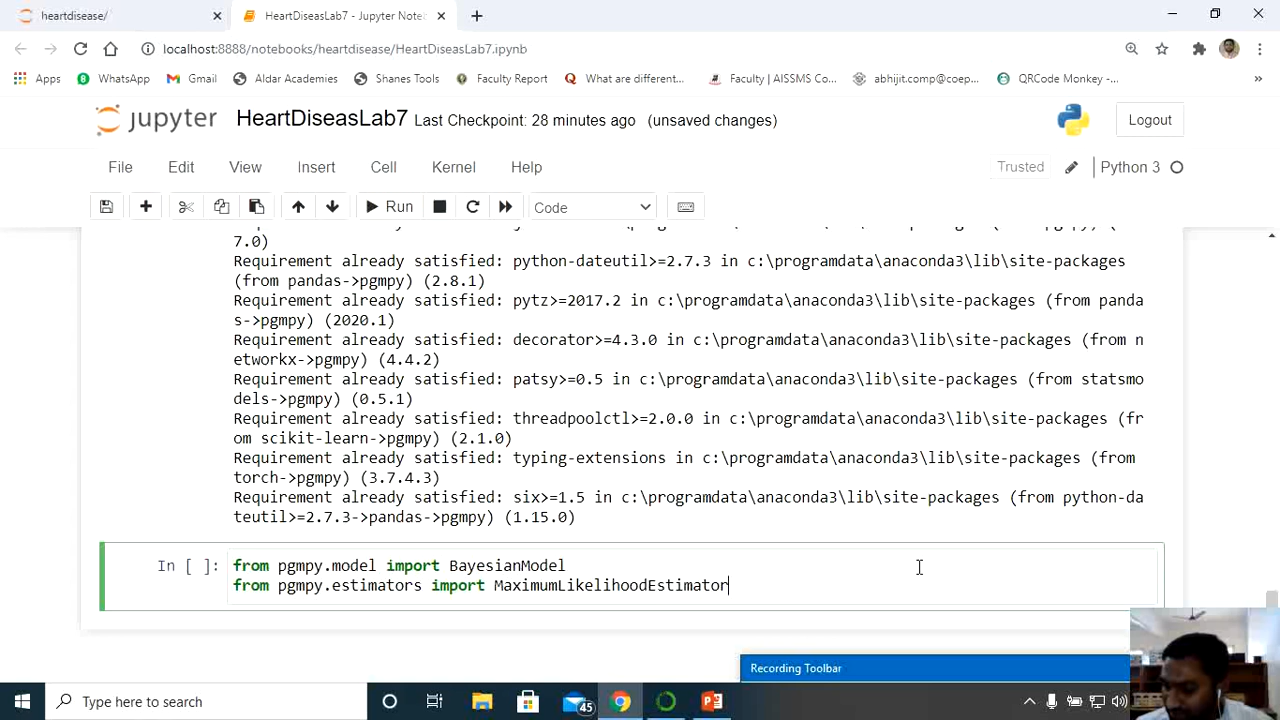 heartdisease/
HeartDiseasLab7 - Jupyter Note
localhost:8888/notebooks/heartdisease/HeartDiseasLab7.ipynb
Apps WhatsApp Gmail Aldar Academies Shanes Tools Faculty Report What are different... Faculty | AISSMS Co... abhijit.comp@coep... QRCode Monkey -... »
jupyter HeartDiseasLab7 Last Checkpoint: 28 minutes ago (unsaved changes) Logout
File Edit View Insert Cell Kernel Help Trusted Python 3
Run Code
7.0)
Requirement already satisfied: python-dateutil>=2.7.3 in c:\programdata\anaconda3\lib\site-packages
(from pandas->pgmpy) (2.8.1)
Requirement already satisfied: pytz>=2017.2 in c:\programdata\anaconda3\lib\site-packages (from panda
s->pgmpy) (2020.1)
Requirement already satisfied: decorator>=4.3.0 in c:\programdata\anaconda3\lib\site-packages (from n
etworkx->pgmpy) (4.4.2)
Requirement already satisfied: patsy>=0.5 in c:\programdata\anaconda3\lib\site-packages (from statsmo
dels->pgmpy) (0.5.1)
Requirement already satisfied: threadpoolctl>=2.0.0 in c:\programdata\anaconda3\lib\site-packages (fr
om scikit-learn->pgmpy) (2.1.0)
Requirement already satisfied: typing-extensions in c:\programdata\anaconda3\lib\site-packages (from
torch->pgmpy) (3.7.4.3)
Requirement already satisfied: six>=1.5 in c:\programdata\anaconda3\lib\site-packages (from python-da
teutil>=2.7.3->pandas->pgmpy) (1.15.0)
In [ ]: from pgmpy.model import BayesianModel
from pgmpy.estimators import MaximumLikelihoodEstimator
Recording Toolbar
Type here to search
45